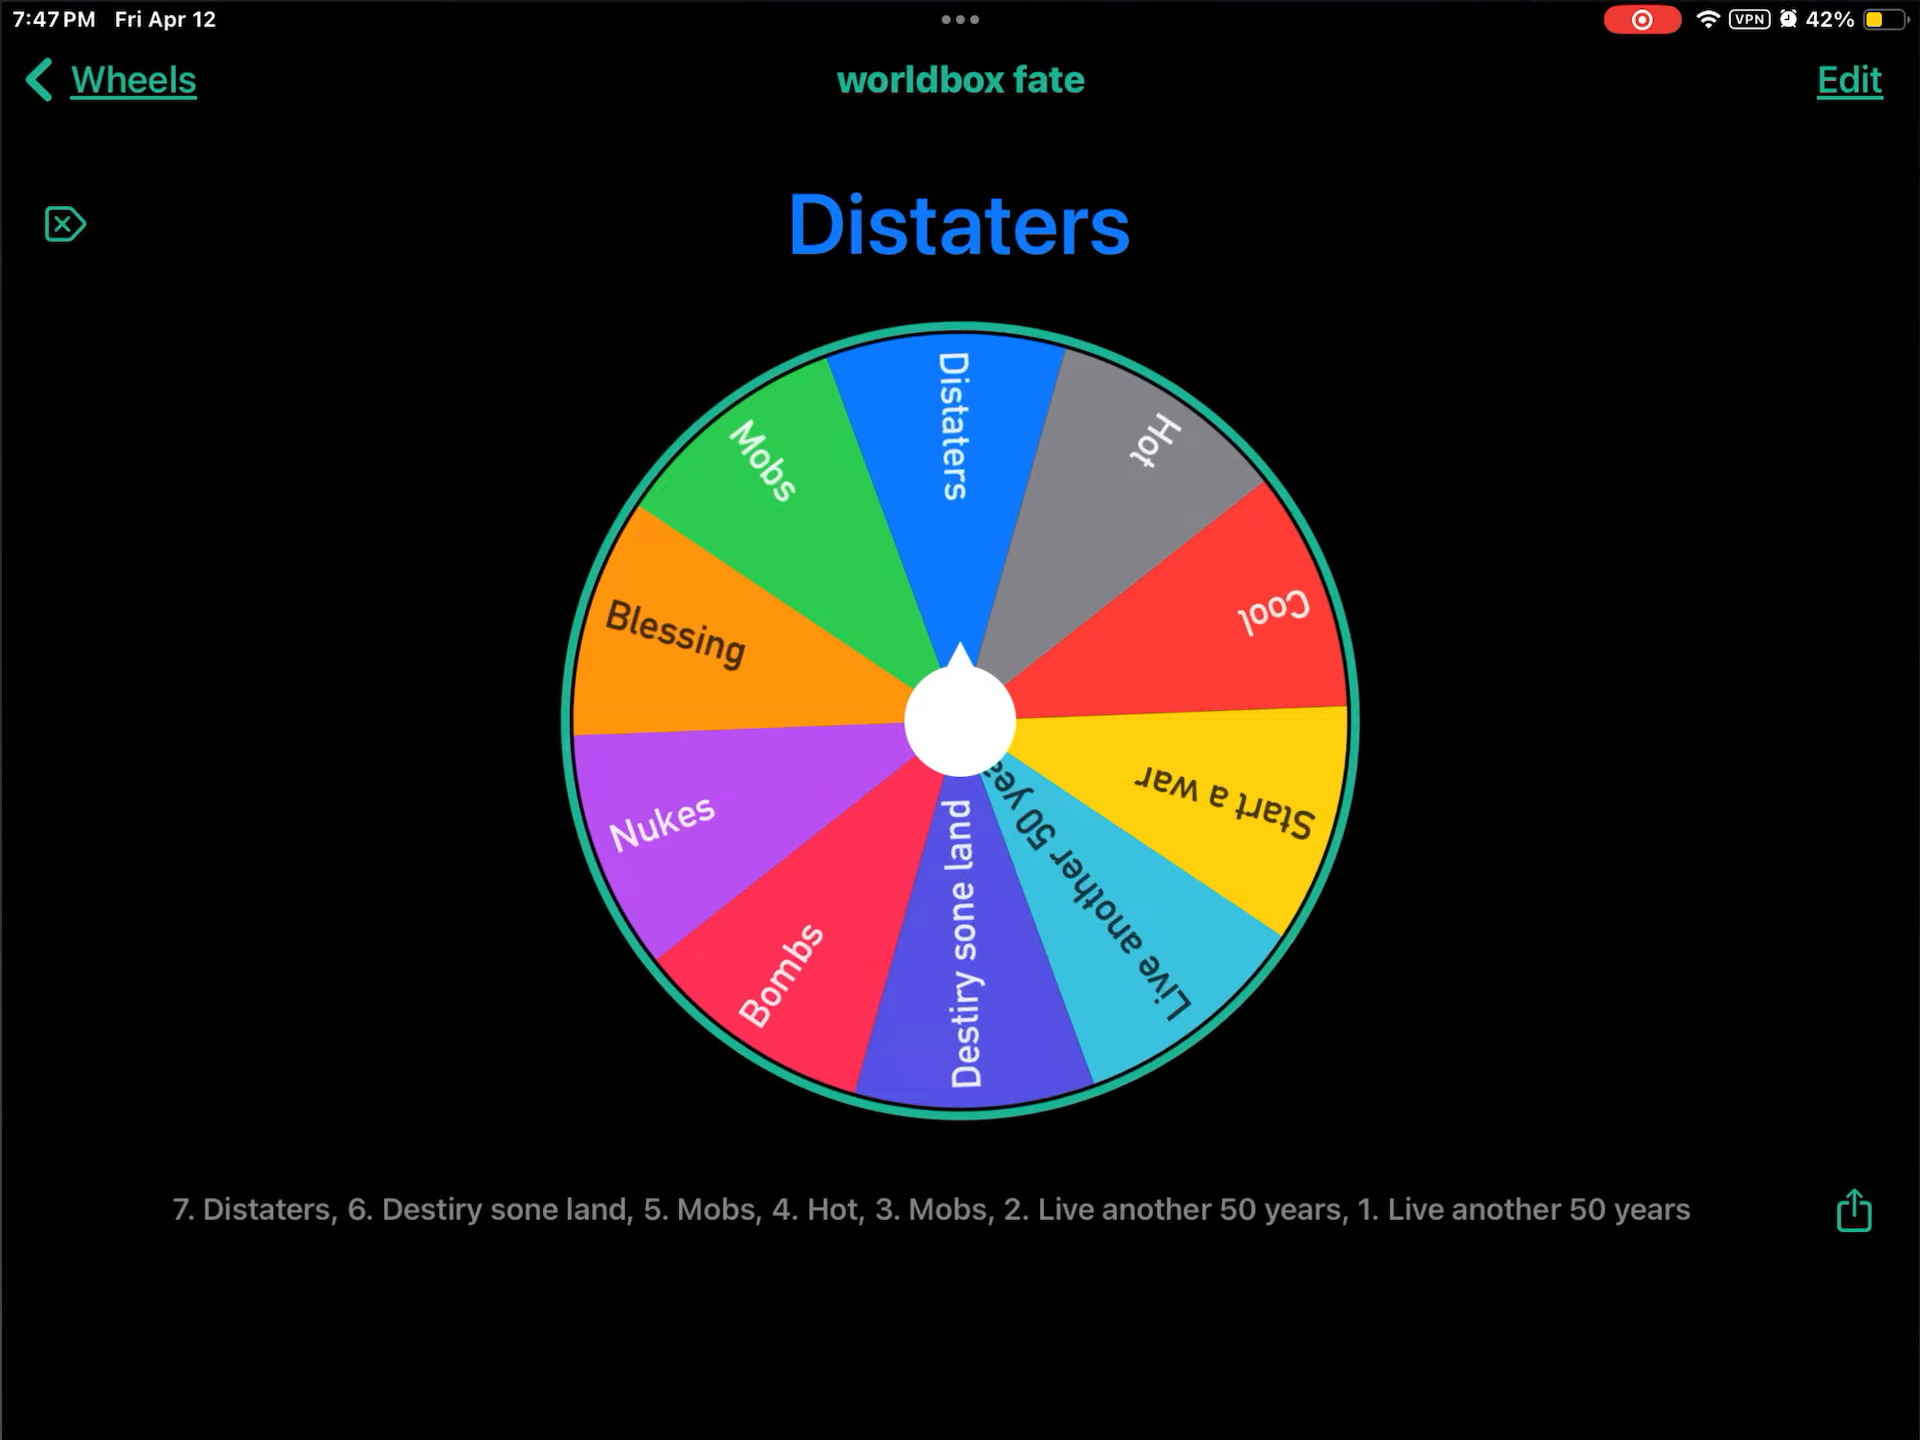 7:47 PM Fri Apr 12
VPN 42%
Wheels
worldbox fate
Edit
Distaters
Distaters
Hot
Cool
Start a war
Live another 50 yea
Destiry sone land
Bombs
Nukes
Blessing
Mobs
7. Distaters, 6. Destiry sone land, 5. Mobs, 4. Hot, 3. Mobs, 2. Live another 50 years, 1. Live another 50 years